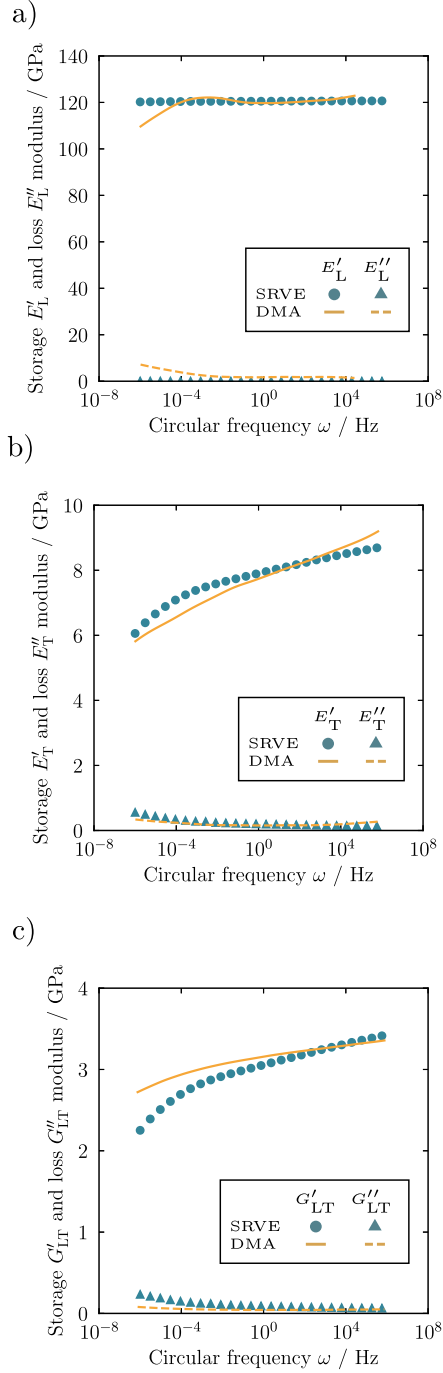 a)
140
120
100
80
60
40
20
0
Storage E′L and loss E″L modulus / GPa
E′L E″L
SRVE
DMA
10⁻⁸ 10⁻⁴ 10⁰ 10⁴ 10⁸
Circular frequency ω / Hz
b)
10
8
6
4
2
0
Storage E′T and loss E″T modulus / GPa
E′T E″T
SRVE
DMA
10⁻⁸ 10⁻⁴ 10⁰ 10⁴ 10⁸
Circular frequency ω / Hz
c)
4
3
2
1
0
Storage G′LT and loss G″LT modulus / GPa
G′LT G″LT
SRVE
DMA
10⁻⁸ 10⁻⁴ 10⁰ 10⁴ 10⁸
Circular frequency ω / Hz